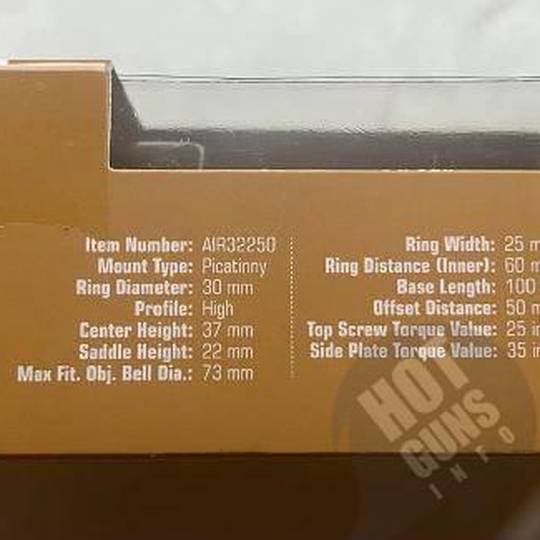 Item Number: AIR32250
Mount Type: Picatinny
Ring Diameter: 30 mm
Profile: High
Center Height: 37 mm
Saddle Height: 22 mm
Max Fit. Obj. Bell Dia.: 73 mm
Ring Width: 25 m
Ring Distance (Inner): 60 m
Base Length: 100
Offset Distance: 50 m
Top Screw Torque Value: 25 in
Side Plate Torque Value: 35 in
HOT
GUNS
INFO